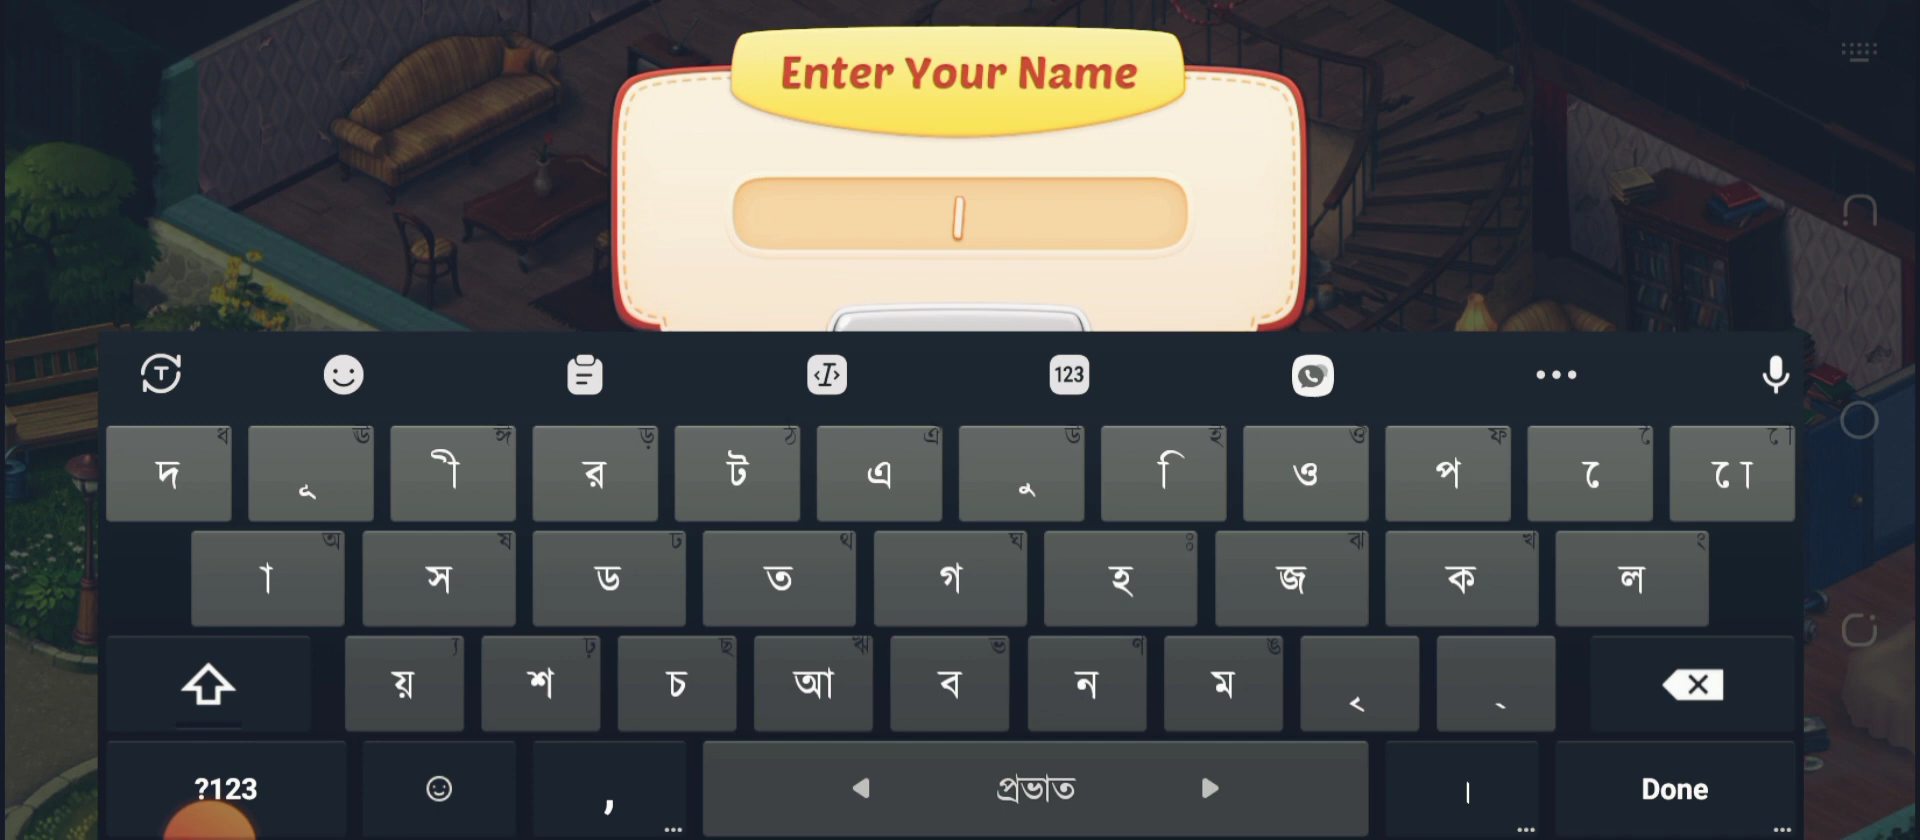 Enter Your Name
123
দ ধ ূ ঊ ী ঈ র ড় ট ঠ এ ঐ ু উ ি ই ও ঔ প ফ ে ৈ ো ৌ
া অ স ষ ড ঢ ত থ গ ঘ হ ঃ জ ঝ ক খ ল ং
য় য শ ঢ় চ ছ আ ঋ ব ভ ন ণ ম ঙ ৃ ্
?123 , প্রভাত । Done